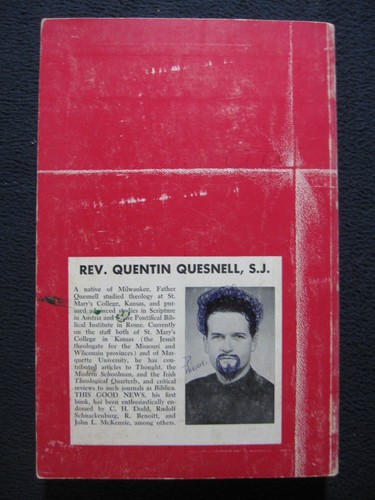 REV. QUENTIN QUESNELL, S.J.
A native of Milwaukee, Father
Quesnell studied theology at St.
Mary's College, Kansas, and pur-
sued advanced studies in Scripture
in Austria and the Pontifical Bib-
lical Institute in Rome. Currently
on the staff both of St. Mary's
College in Kansas (the Jesuit
theologate for the Missouri and
Wisconsin provinces) and of Mar-
quette University, he has con-
tributed articles to Thought, the
Modern Schoolman, and the Irish
Theological Quarterly, and critical
reviews to such journals as Biblica.
THIS GOOD NEWS, his first
book, has been enthusiastically en-
dorsed by C. H. Dodd, Rudolf
Schnackenburg, R. Benoitt, and
John L. McKenzie, among others.